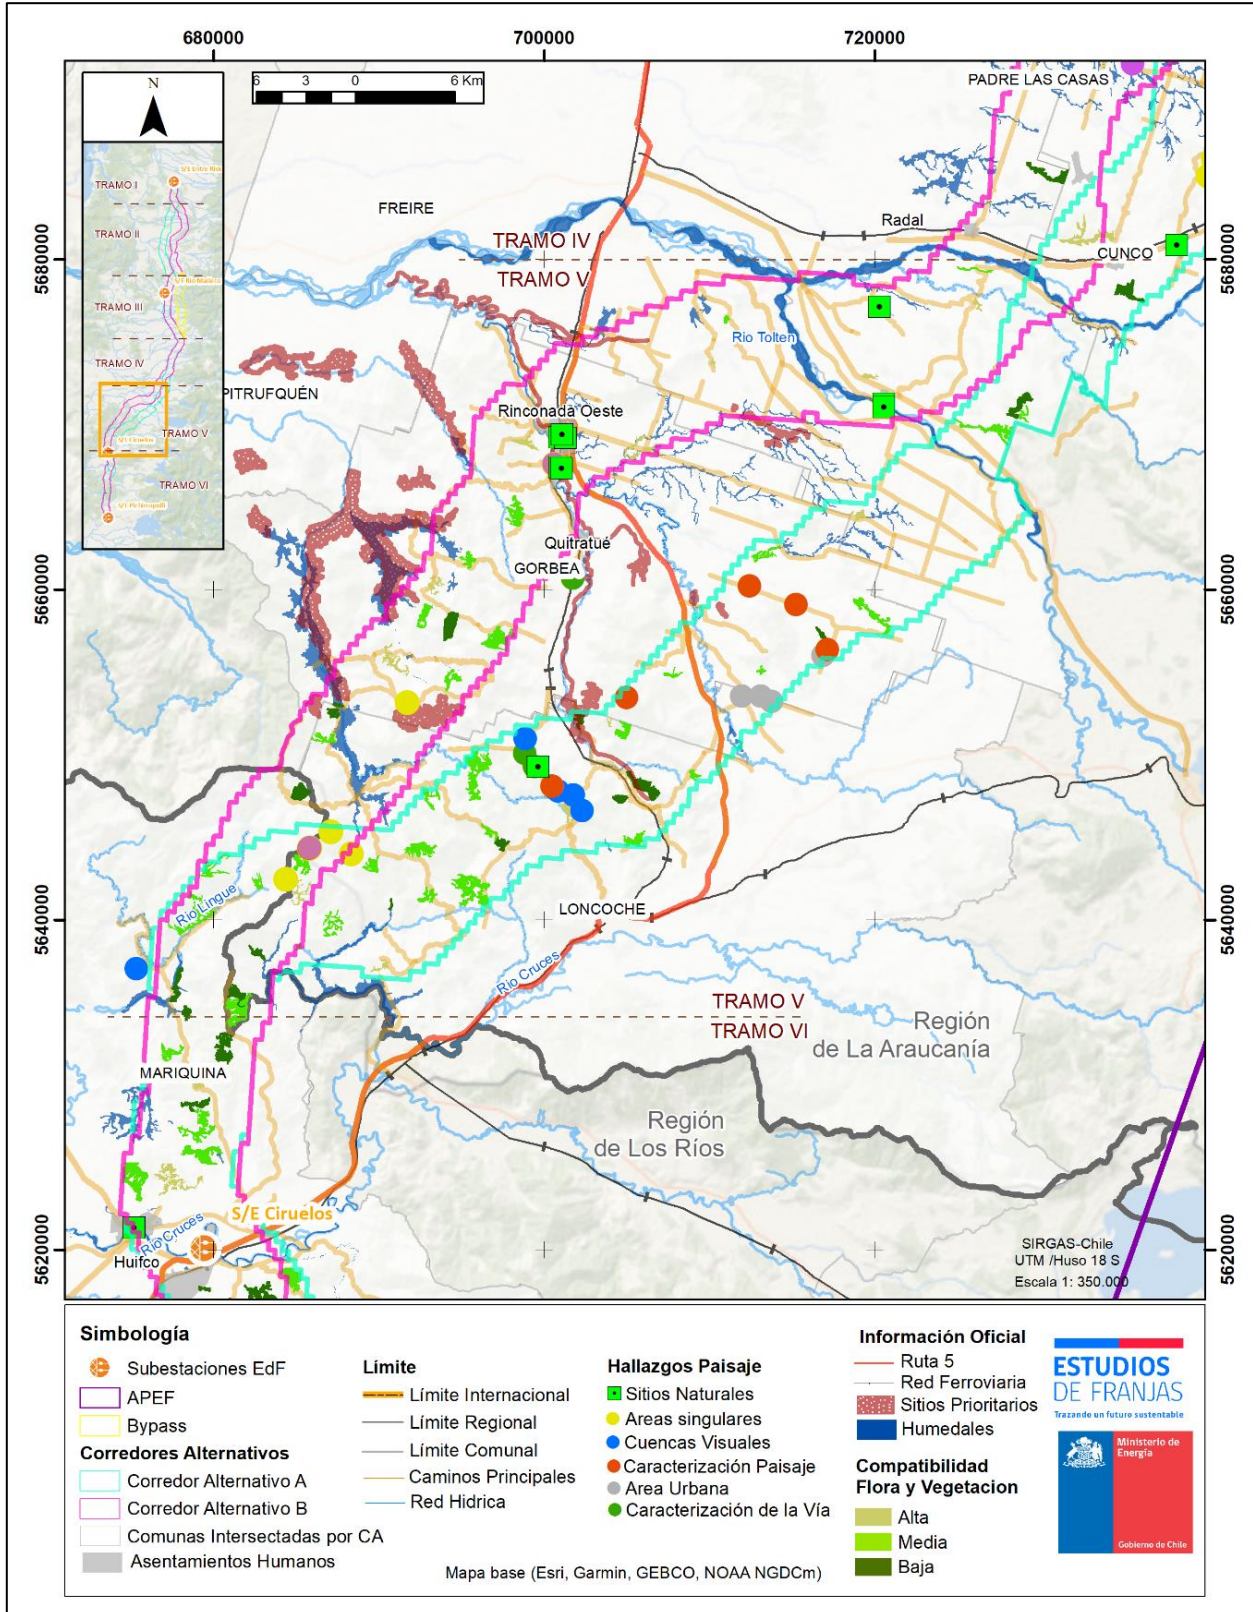 680000
700000
720000
N
6 3 0 6 Km
PADRE LAS CASAS
TRAMO I
TRAMO II
TRAMO III
TRAMO IV
S/E Ciruelos
TRAMO V
TRAMO VI
FREIRE
Radal
TRAMO IV
TRAMO V
CUNCO
5680000
5680000
Rio Tolten
PITRUFQUÉN
Rinconada Oeste
Quitratué
GORBEA
5660000
5660000
Rio Lingue
LONCOCHE
5640000
5640000
Rio Cruces
TRAMO V
TRAMO VI
Región
de La Araucanía
MARIQUINA
Región
de Los Ríos
S/E Ciruelos
Rio Cruces
Huifco
5620000
5620000
SIRGAS-Chile
UTM /Huso 18 S
Escala 1: 350.000
Simbología
Subestaciones EdF
APEF
Bypass
Corredores Alternativos
Corredor Alternativo A
Corredor Alternativo B
Comunas Intersectadas por CA
Asentamientos Humanos
Límite
Límite Internacional
Límite Regional
Límite Comunal
Caminos Principales
Red Hidrica
Hallazgos Paisaje
Sitios Naturales
Areas singulares
Cuencas Visuales
Caracterización Paisaje
Area Urbana
Caracterización de la Vía
Mapa base (Esri, Garmin, GEBCO, NOAA NGDCm)
Información Oficial
Ruta 5
Red Ferroviaria
Sitios Prioritarios
Humedales
Compatibilidad
Flora y Vegetacion
Alta
Media
Baja
ESTUDIOS
DE FRANJAS
Trazando un futuro sustentable
Ministerio de
Energía
Gobierno de Chile